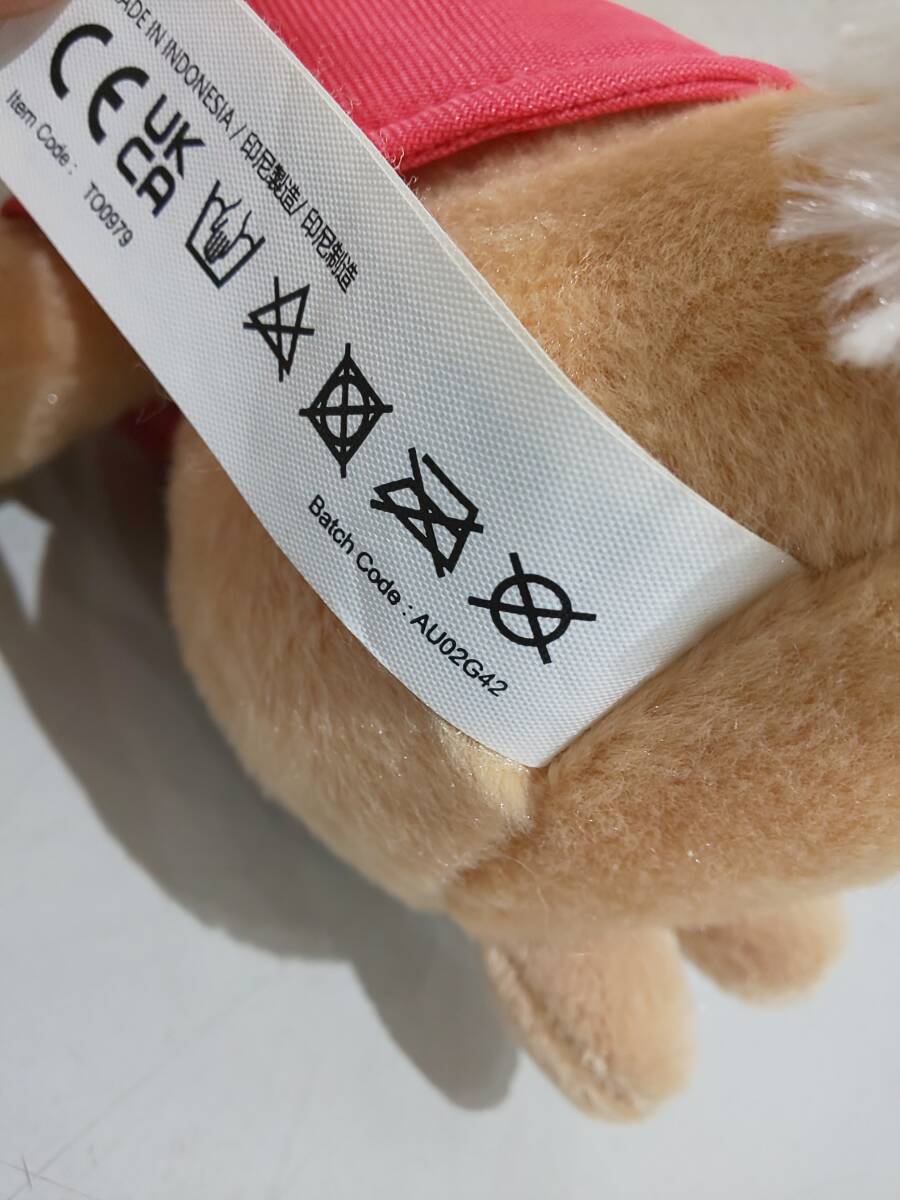 MADE IN INDONESIA / 印尼製造/ 印尼制造
CE UK
CA
Item Code : TO0979
Batch Code : AU02G42